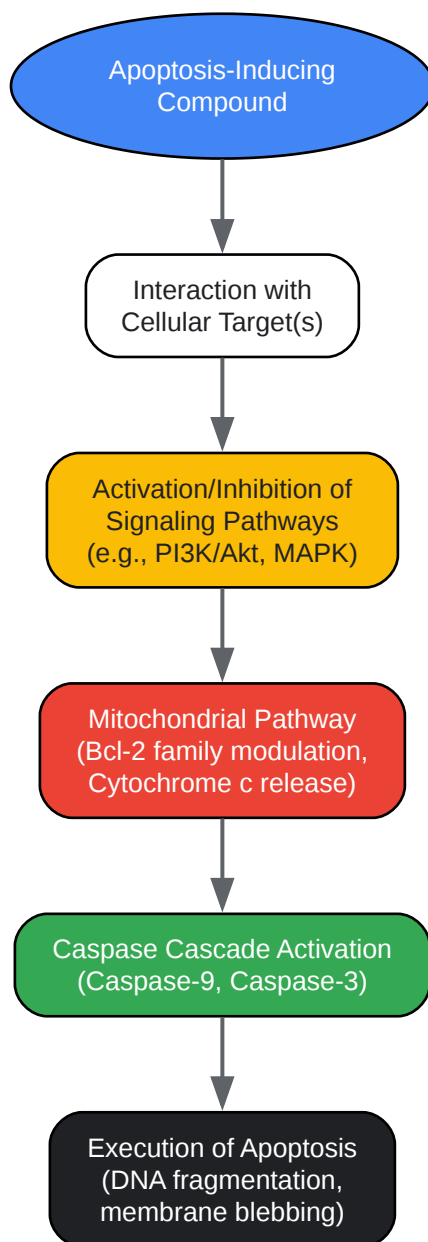 Apoptosis-Inducing
Compound
Interaction with
Cellular Target(s)
Activation/Inhibition of
Signaling Pathways
(e.g., PI3K/Akt, MAPK)
Mitochondrial Pathway
(Bcl-2 family modulation,
Cytochrome c release)
Caspase Cascade Activation
(Caspase-9, Caspase-3)
Execution of Apoptosis
(DNA fragmentation,
membrane blebbing)